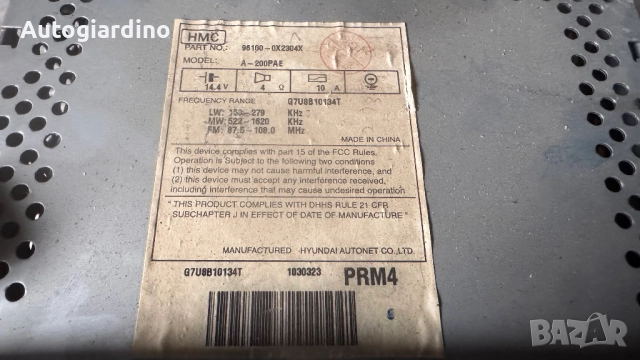 Autogiardino
HMC
PART NO. 96160-0X2304X
MODEL: A-200PAE
14.4V 4 Ω 10 A
FREQUENCY RANGE G7U8B10134T
LW: 153-279 KHz
MW: 522-1620 KHz
FM: 87.5-108.0 MHz
MADE IN CHINA
This device complies with part 15 of the FCC Rules.
Operation is Subject to the following two conditions
(1) this device may not cause harmful interference, and
(2) this device must accept any interference received,
including interference that may cause undesired operation
"THIS PRODUCT COMPLIES WITH DHHS RULE 21 CFR
SUBCHAPTER J IN EFFECT OF DATE OF MANUFACTURE"
MANUFACTURED HYUNDAI AUTONET CO.,LTD.
G7U8B10134T 1030323 PRM4
Autogiardino
BAZAR
bg